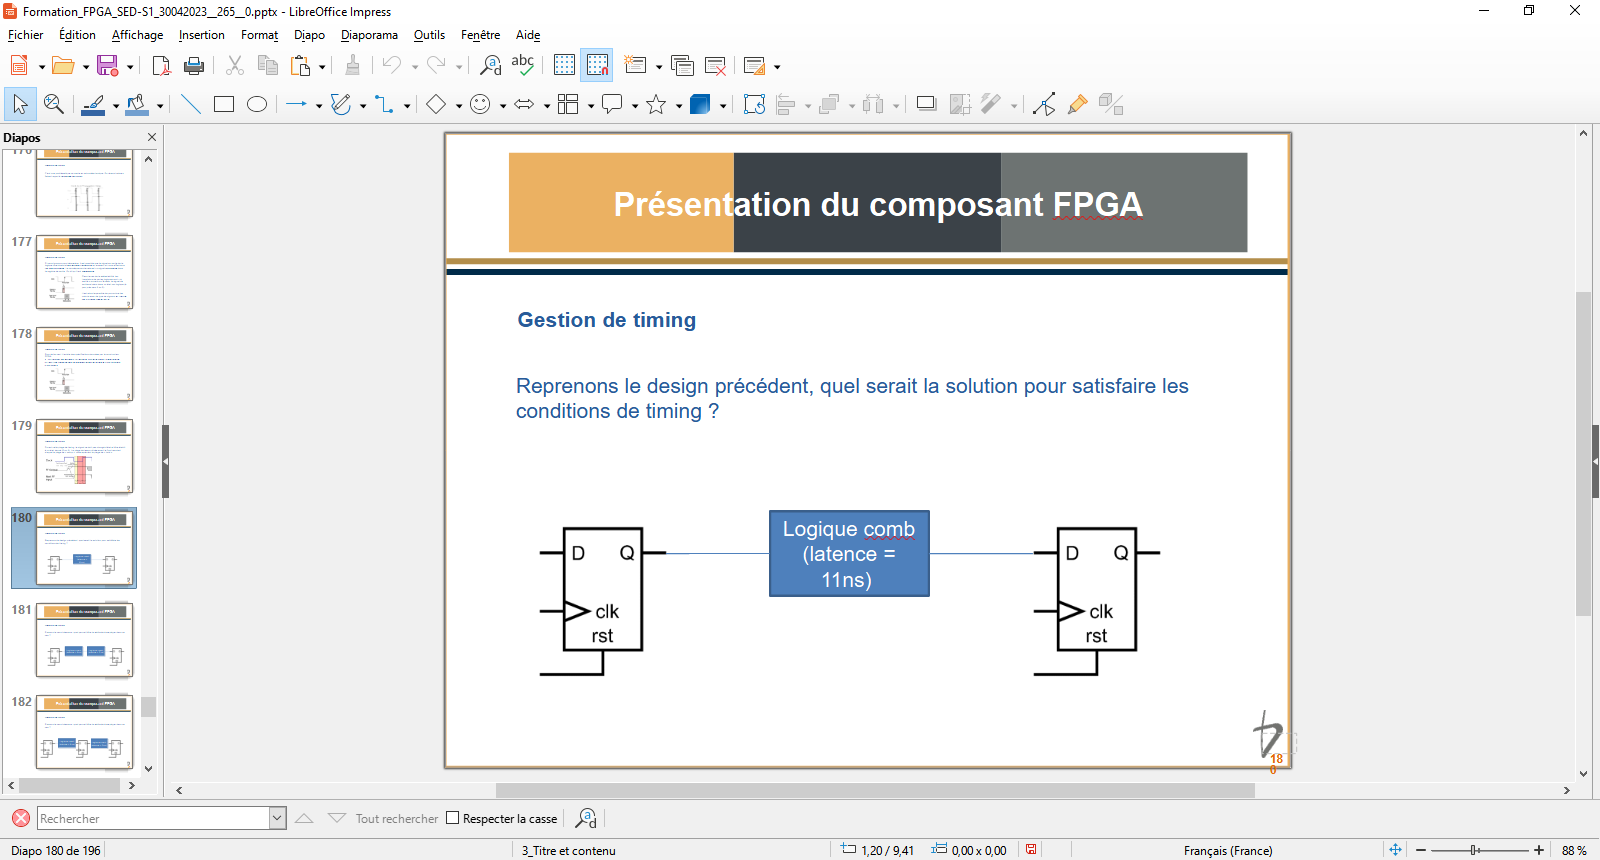 Formation_FPGA_SED-S1_30042023__265__0.pptx - LibreOffice Impress
Fichier Édition Affichage Insertion Format Diapo Diaporama Outils Fenêtre Aide
Diapos
177
178
179
180
181
182
Présentation du composant FPGA
Gestion de timing
Reprenons le design précédent, quel serait la solution pour satisfaire les
conditions de timing ?
Logique comb
(latence =
11ns)
D Q
clk
rst
D Q
clk
rst
18
0
Rechercher
Tout rechercher
Respecter la casse
Diapo 180 de 196
3_Titre et contenu
1,20 / 9,41
0,00 x 0,00
Français (France)
88 %